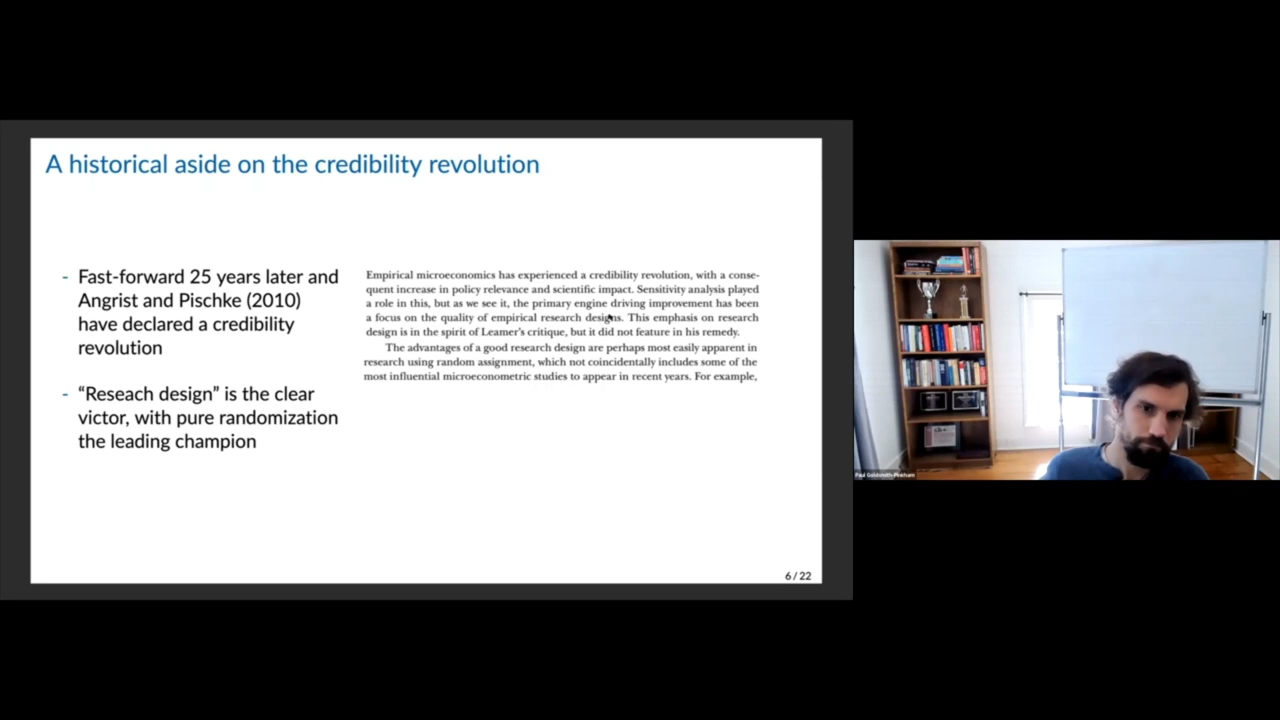 A historical aside on the credibility revolution
- Fast-forward 25 years later and
Angrist and Pischke (2010)
have declared a credibility
revolution
- “Reseach design” is the clear
victor, with pure randomization
the leading champion
Empirical microeconomics has experienced a credibility revolution, with a conse-
quent increase in policy relevance and scientific impact. Sensitivity analysis played
a role in this, but as we see it, the primary engine driving improvement has been
a focus on the quality of empirical research designs. This emphasis on research
design is in the spirit of Leamer’s critique, but it did not feature in his remedy.
The advantages of a good research design are perhaps most easily apparent in
research using random assignment, which not coincidentally includes some of the
most influential microeconometric studies to appear in recent years. For example,
6 / 22
Paul Goldsmith-Pinkham